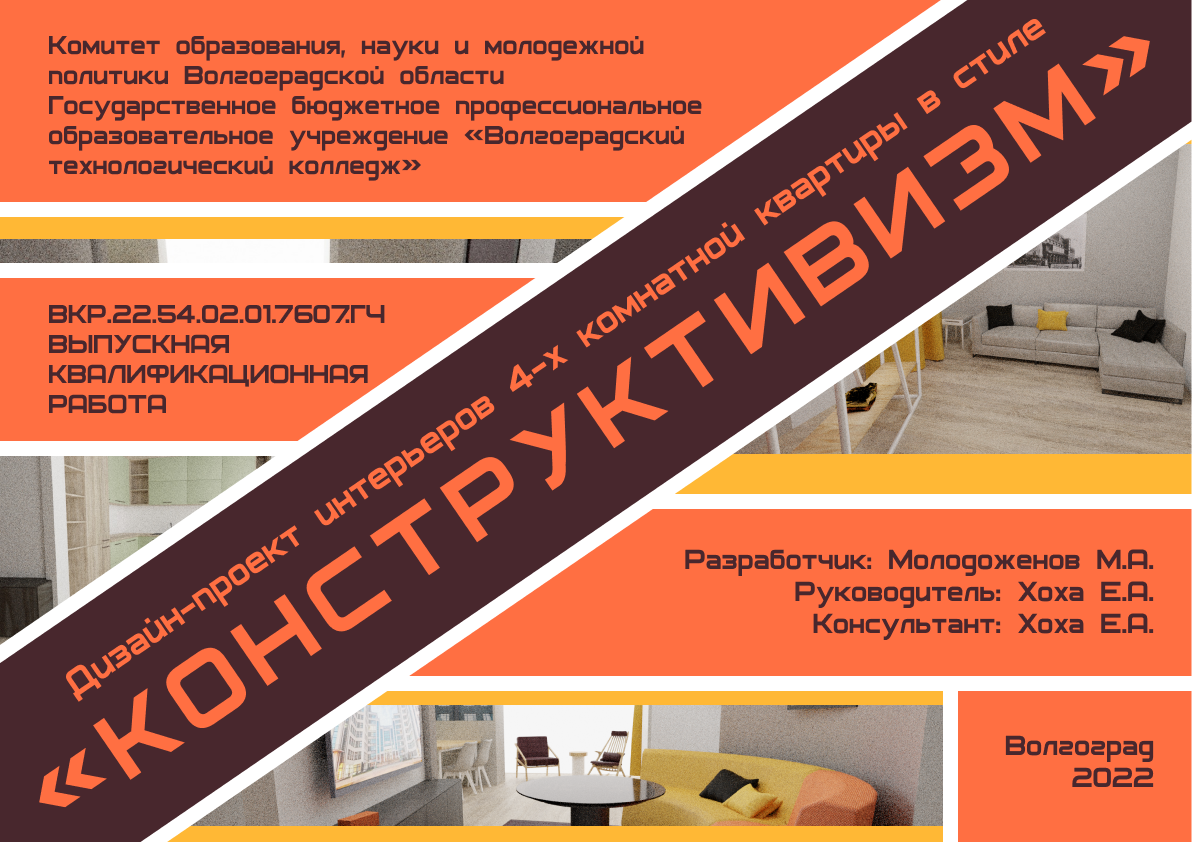 Комитет образования, науки и молодежной
политики Волгоградской области
Государственное бюджетное профессиональное
образовательное учреждение «Волгоградский
технологический колледж»
ВКР.22.54.02.01.7607.ГЧ
ВЫПУСКНАЯ
КВАЛИФИКАЦИОННАЯ
РАБОТА
Дизайн-проект интерьеров 4-х комнатной квартиры в стиле
«КОНСТРУКТИВИЗМ»
Разработчик: Молодоженов М.А.
Руководитель: Хоха Е.А.
Консультант: Хоха Е.А.
Волгоград
2022